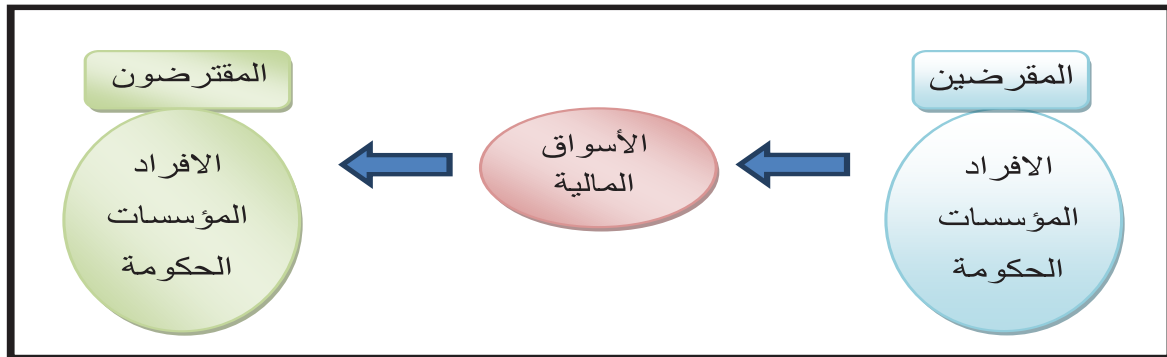 المقرضين
الافراد
المؤسسات
الحكومة
الأسواق
المالية
المقترضون
الافراد
المؤسسات
الحكومة